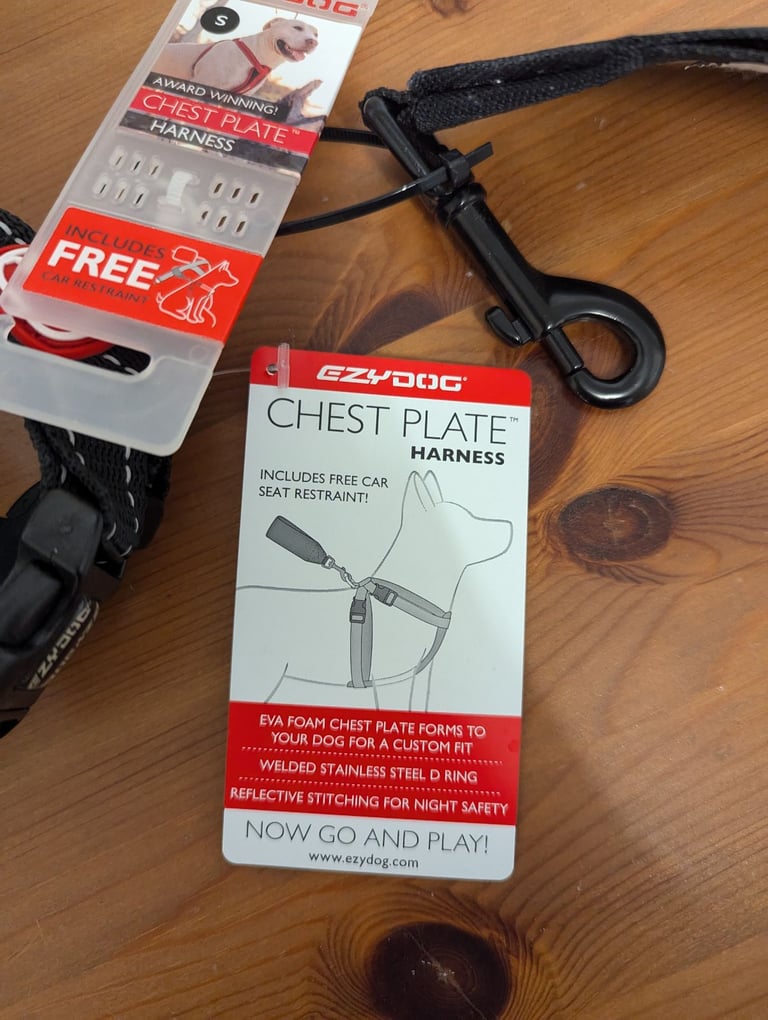 S
AWARD WINNING!
CHEST PLATE™
HARNESS
INCLUDES
FREE
CAR RESTRAINT
EZYDOG
EZYDOG®
CHEST PLATE™
HARNESS
INCLUDES FREE CAR
SEAT RESTRAINT!
EVA FOAM CHEST PLATE FORMS TO
YOUR DOG FOR A CUSTOM FIT
WELDED STAINLESS STEEL D RING
REFLECTIVE STITCHING FOR NIGHT SAFETY
NOW GO AND PLAY!
www.ezydog.com